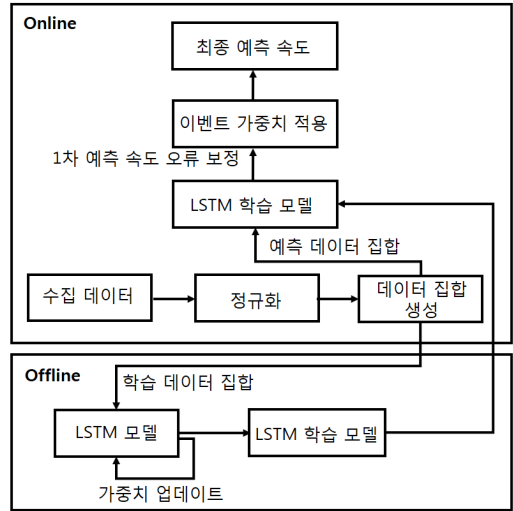 Online
최종 예측 속도
이벤트 가중치 적용
1차 예측 속도 오류 보정
LSTM 학습 모델
예측 데이터 집합
수집 데이터
정규화
데이터 집합
생성
Offline
학습 데이터 집합
LSTM 모델
LSTM 학습 모델
가중치 업데이트